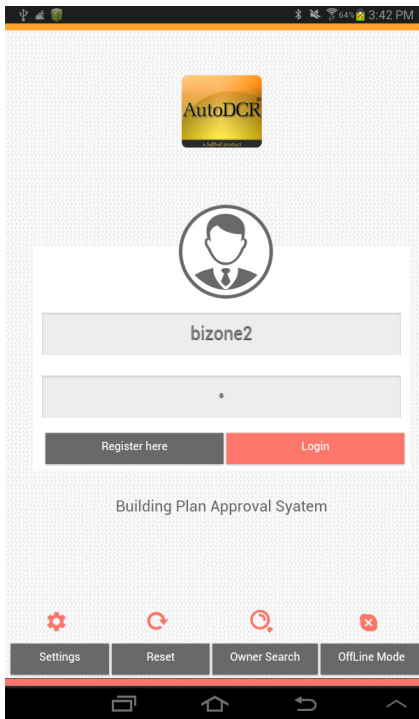 64% 3:42 PM
AutoDCR®
a SoftTech product
bizone2
Register here
Login
Building Plan Approval Syatem
Settings
Reset
Owner Search
OffLine Mode